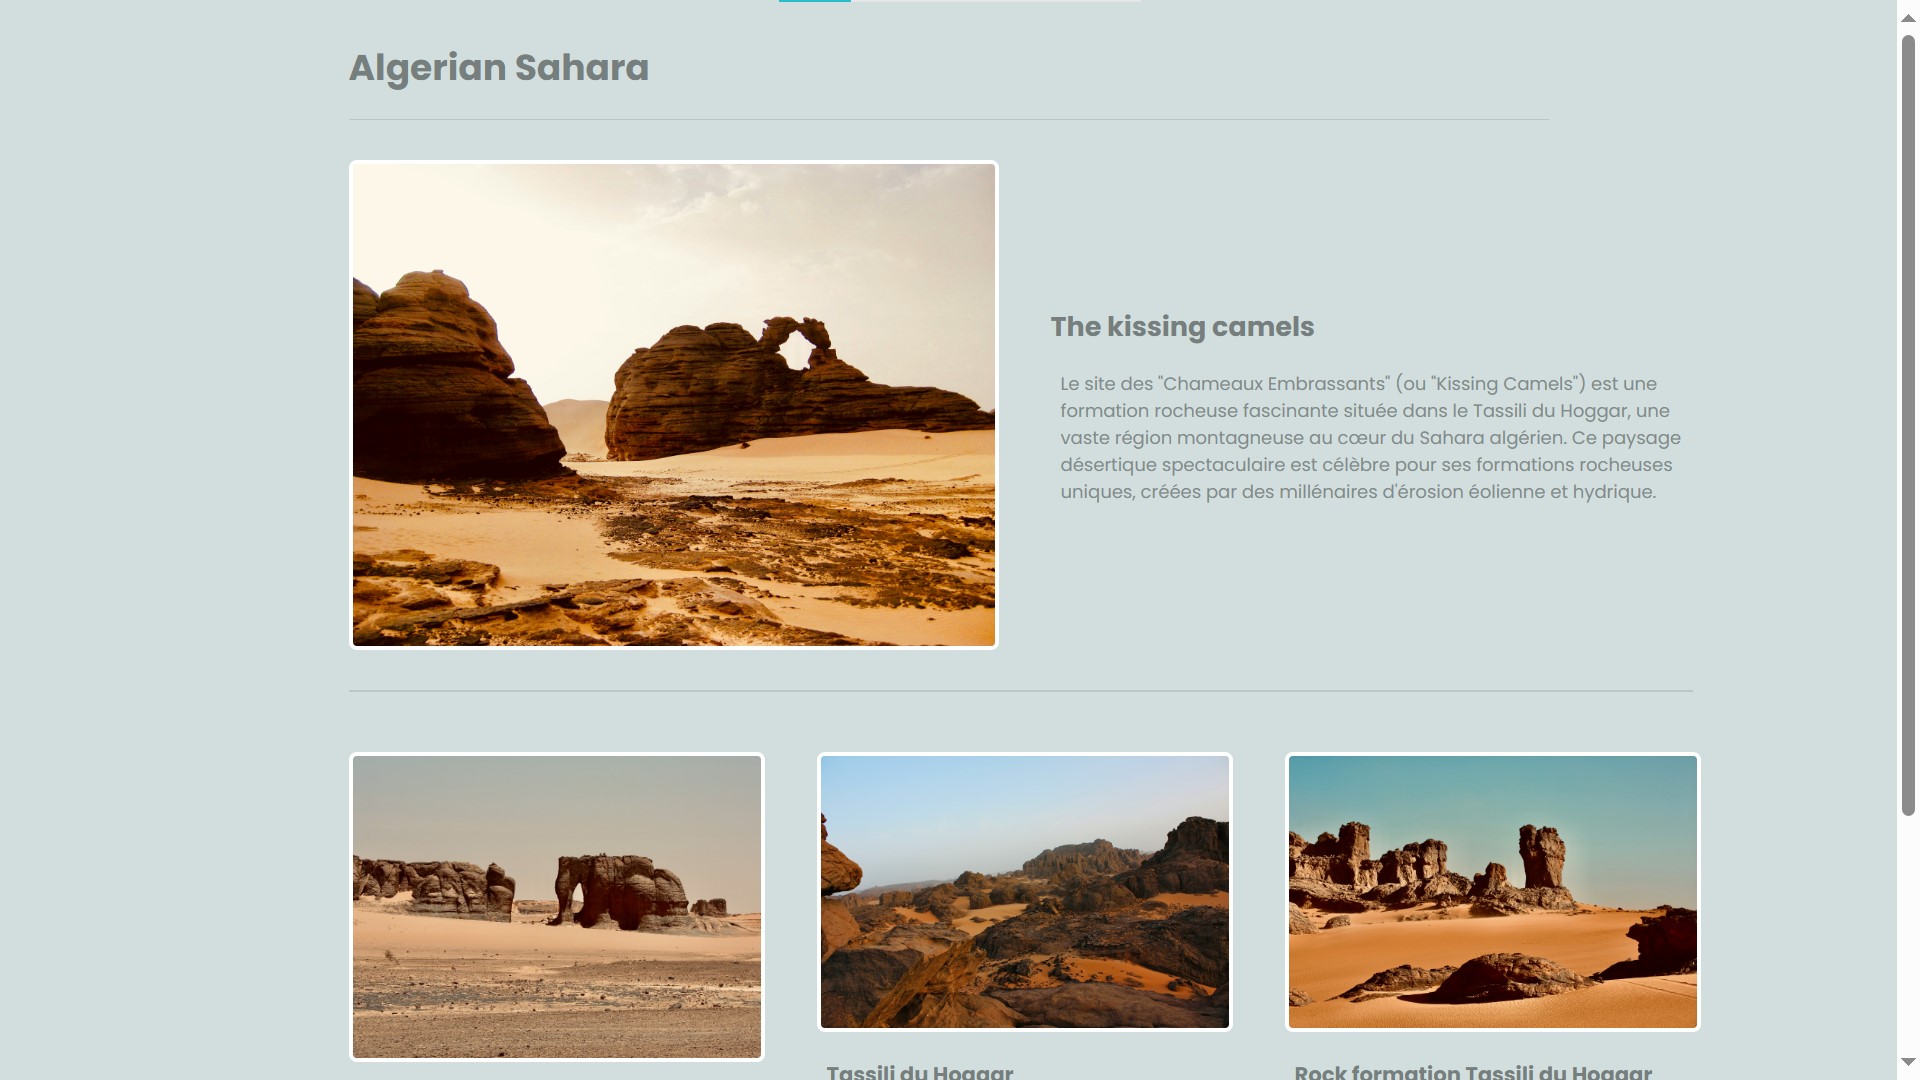 Algerian Sahara
The kissing camels
Le site des "Chameaux Embrassants" (ou "Kissing Camels") est une
formation rocheuse fascinante située dans le Tassili du Hoggar, une
vaste région montagneuse au cœur du Sahara algérien. Ce paysage
désertique spectaculaire est célèbre pour ses formations rocheuses
uniques, créées par des millénaires d'érosion éolienne et hydrique.
Tassili du Hoggar
Rock formation Tassili du Hoggar